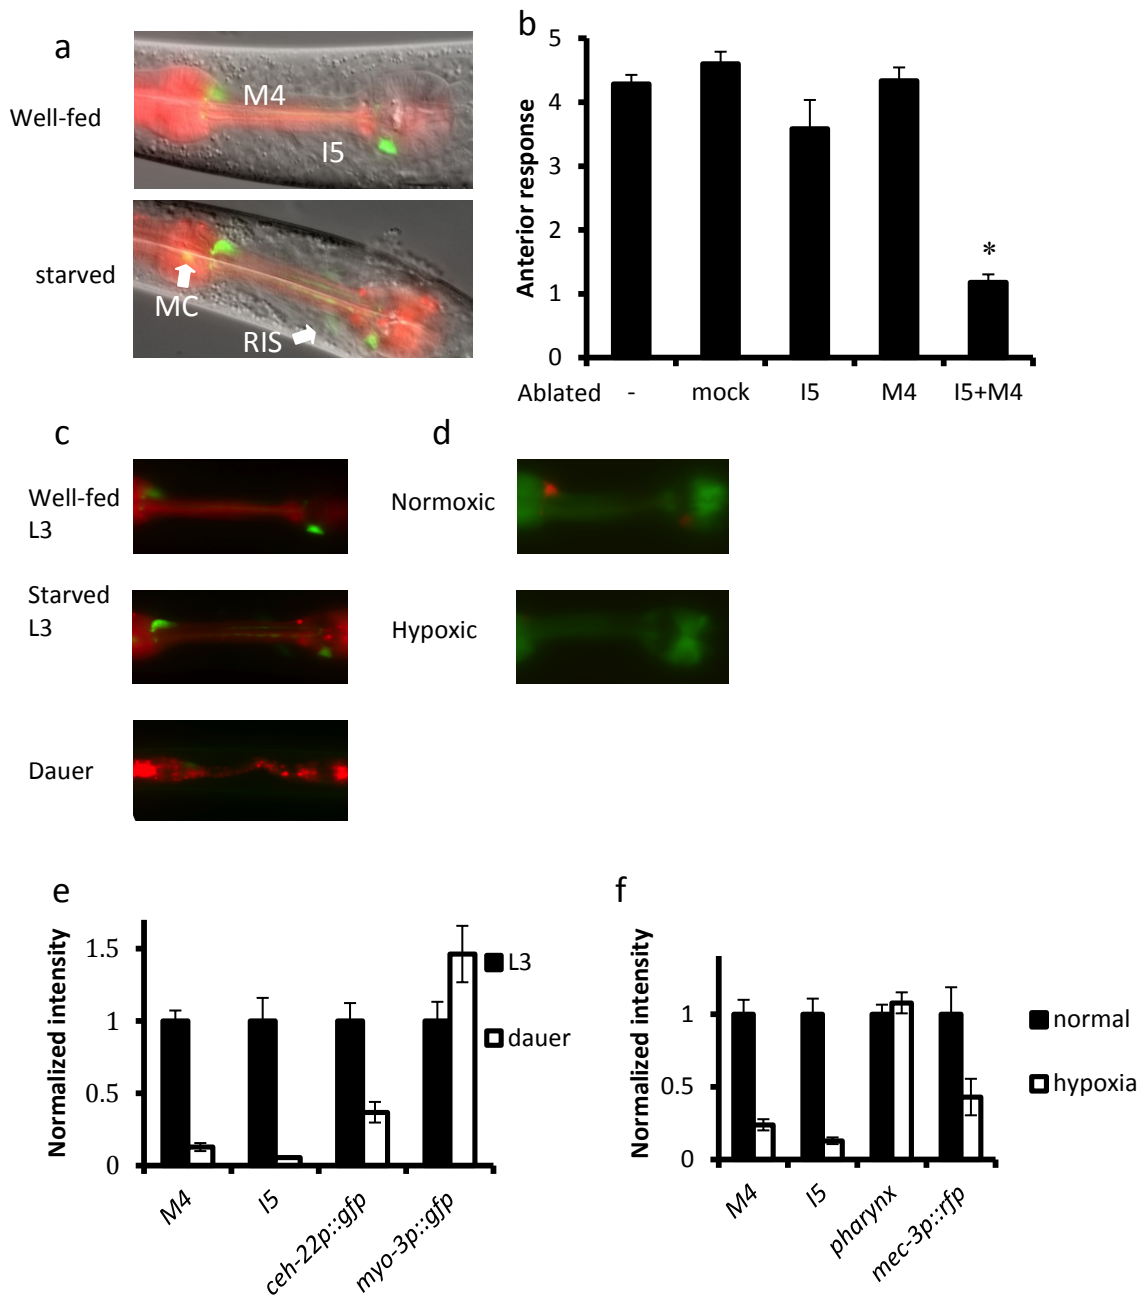 a
Well-fed
M4
I5
starved
MC
RIS
b
Anterior response
5
4
3
2
1
0
*
Ablated - mock I5 M4 I5+M4
c
Well-fed
L3
Starved
L3
Dauer
d
Normoxic
Hypoxic
e
Normalized intensity
1.5
1
0.5
0
L3
dauer
M4 I5 ceh-22p::gfp myo-3p::gfp
f
Normalized intensity
1
0.5
0
normal
hypoxia
M4 I5 pharynx mec-3p::rfp